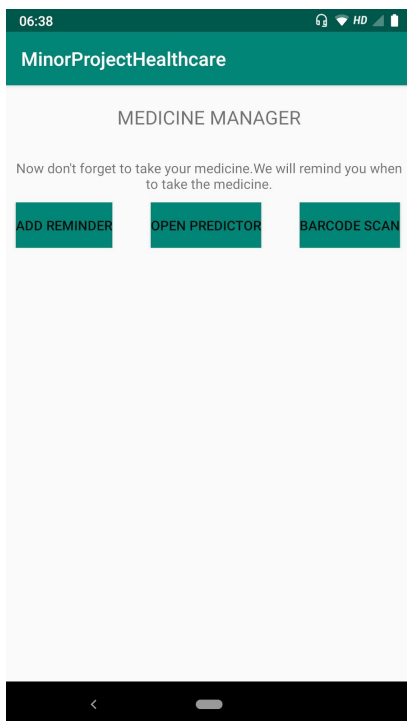 06:38 HD
MinorProjectHealthcare
MEDICINE MANAGER
Now don't forget to take your medicine.We will remind you when
to take the medicine.
ADD REMINDER OPEN PREDICTOR BARCODE SCAN